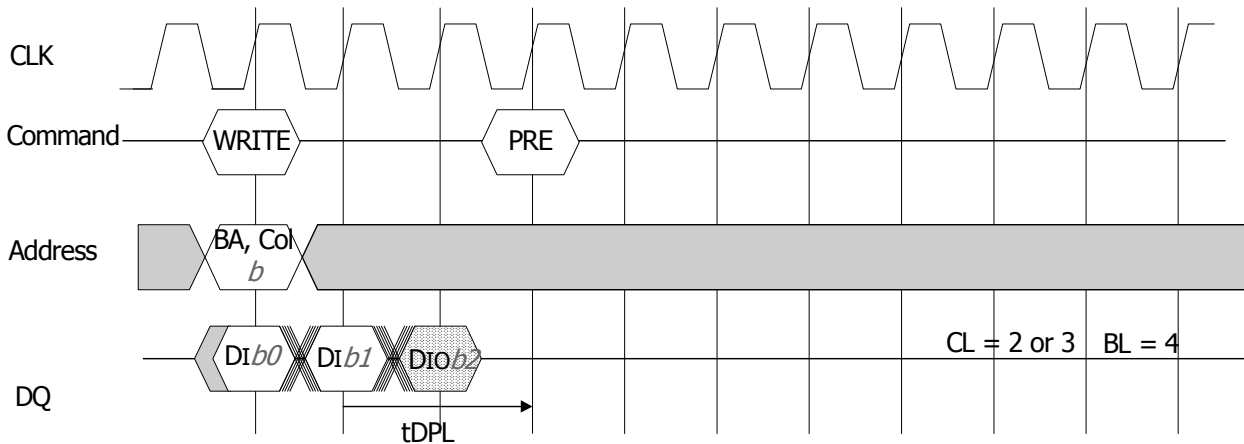 CLK
Command
WRITE
PRE
Address
BA, Col
b
DIb0
DIb1
DIOb2
CL = 2 or 3 BL = 4
DQ
tDPL